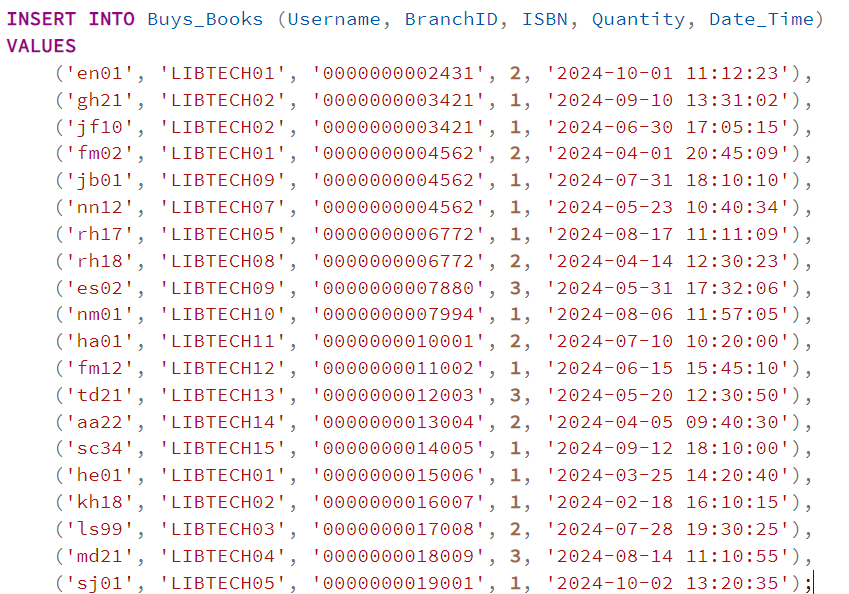 INSERT INTO Buys_Books (Username, BranchID, ISBN, Quantity, Date_Time)
VALUES
('en01', 'LIBTECH01', '0000000002431', 2, '2024-10-01 11:12:23'),
('gh21', 'LIBTECH02', '0000000003421', 1, '2024-09-10 13:31:02'),
('jf10', 'LIBTECH02', '0000000003421', 1, '2024-06-30 17:05:15'),
('fm02', 'LIBTECH01', '0000000004562', 2, '2024-04-01 20:45:09'),
('jb01', 'LIBTECH09', '0000000004562', 1, '2024-07-31 18:10:10'),
('nn12', 'LIBTECH07', '0000000004562', 1, '2024-05-23 10:40:34'),
('rh17', 'LIBTECH05', '0000000006772', 1, '2024-08-17 11:11:09'),
('rh18', 'LIBTECH08', '0000000006772', 2, '2024-04-14 12:30:23'),
('es02', 'LIBTECH09', '0000000007880', 3, '2024-05-31 17:32:06'),
('nm01', 'LIBTECH10', '0000000007994', 1, '2024-08-06 11:57:05'),
('ha01', 'LIBTECH11', '0000000010001', 2, '2024-07-10 10:20:00'),
('fm12', 'LIBTECH12', '0000000011002', 1, '2024-06-15 15:45:10'),
('td21', 'LIBTECH13', '0000000012003', 3, '2024-05-20 12:30:50'),
('aa22', 'LIBTECH14', '0000000013004', 2, '2024-04-05 09:40:30'),
('sc34', 'LIBTECH15', '0000000014005', 1, '2024-09-12 18:10:00'),
('he01', 'LIBTECH01', '0000000015006', 1, '2024-03-25 14:20:40'),
('kh18', 'LIBTECH02', '0000000016007', 1, '2024-02-18 16:10:15'),
('ls99', 'LIBTECH03', '0000000017008', 2, '2024-07-28 19:30:25'),
('md21', 'LIBTECH04', '0000000018009', 3, '2024-08-14 11:10:55'),
('sj01', 'LIBTECH05', '0000000019001', 1, '2024-10-02 13:20:35');